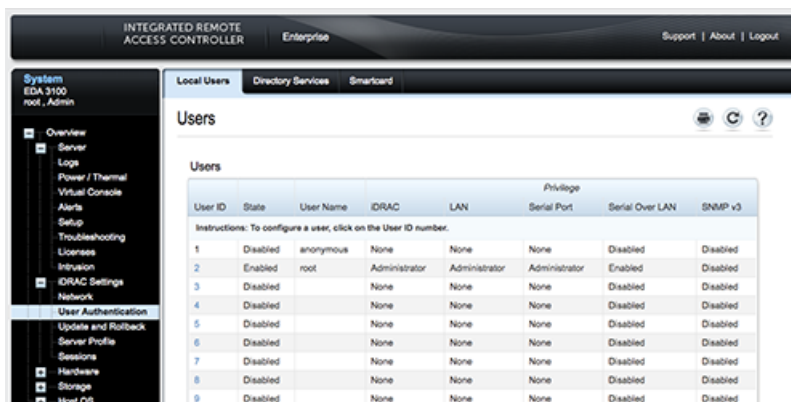 INTEGRATED REMOTE
ACCESS CONTROLLER
Enterprise
Support | About | Logout
System
EDA 3100
root , Admin
Overview
Server
Logs
Power / Thermal
Virtual Console
Alerts
Setup
Troubleshooting
Licenses
Intrusion
iDRAC Settings
Network
User Authentication
Update and Rollback
Server Profile
Sessions
Hardware
Storage
Host OS
Local Users Directory Services Smartcard
Users
Users
Privilege
User ID State User Name iDRAC LAN Serial Port Serial Over LAN SNMP v3
Instructions: To configure a user, click on the User ID number.
1 Disabled anonymous None None None Disabled Disabled
2 Enabled root Administrator Administrator Administrator Enabled Disabled
3 Disabled None None None Disabled Disabled
4 Disabled None None None Disabled Disabled
5 Disabled None None None Disabled Disabled
6 Disabled None None None Disabled Disabled
7 Disabled None None None Disabled Disabled
8 Disabled None None None Disabled Disabled
9 Disabled None None None Disabled Disabled